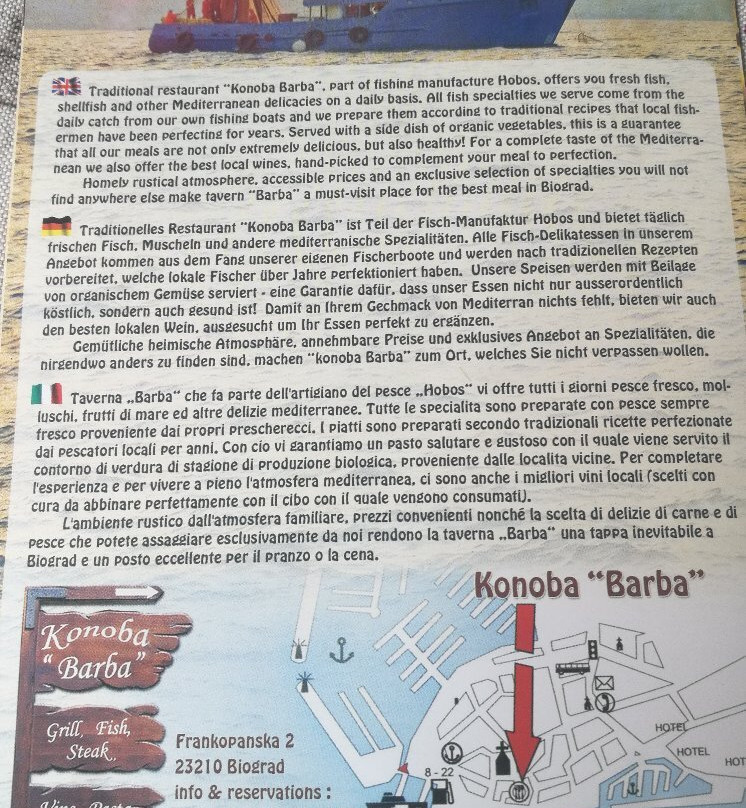 Traditional restaurant "Konoba Barba", part of fishing manufacture Hobos, offers you fresh fish,
shellfish and other Mediterranean delicacies on a daily basis. All fish specialties we serve come from the
daily catch from our own fishing boats and we prepare them according to traditional recipes that local fish-
ermen have been perfecting for years. Served with a side dish of organic vegetables, this is a guarantee
that all our meals are not only extremely delicious, but also healthy! For a complete taste of the Mediterra-
nean we also offer the best local wines, hand-picked to complement your meal to perfection.
Homely rustical atmosphere, accessible prices and an exclusive selection of specialties you will not
find anywhere else make tavern "Barba" a must-visit place for the best meal in Biograd.
Traditionelles Restaurant "Konoba Barba" ist Teil der Fisch-Manufaktur Hobos und bietet täglich
frischen Fisch, Muscheln und andere mediterranische Spezialitäten. Alle Fisch-Delikatessen in unserem
Angebot kommen aus dem Fang unserer eigenen Fischerboote und werden nach tradizionellen Rezepten
vorbereitet, welche lokale Fischer über Jahre perfektioniert haben. Unsere Speisen werden mit Beilage
von organischem Gemüse serviert - eine Garantie dafür, dass unser Essen nicht nur ausserordentlich
köstlich, sondern auch gesund ist! Damit an Ihrem Gechmack von Mediterran nichts fehlt, bieten wir auch
den besten lokalen Wein, ausgesucht um Ihr Essen perfekt zu ergänzen.
Gemütliche heimische Atmosphäre, annehmbare Preise und exklusives Angebot an Spezialitäten, die
nirgendwo anders zu finden sind, machen "konoba Barba" zum Ort, welches Sie nicht verpassen wollen.
Taverna „Barba" che fa parte dell'artigiano del pesce „Hobos" vi offre tutti i giorni pesce fresco, mol-
luschi, frutti di mare ed altre delizie mediterranee. Tutte le specialita sono preparate con pesce sempre
fresco proveniente dai propri prescherecci. I piatti sono preparati secondo tradizionali ricette perfezionate
dai pescatori locali per anni. Con cio vi garantiamo un pasto salutare e gustoso con il quale viene servito il
contorno di verdura di stagione di produzione biologica, proveniente dalle localita vicine. Per completare
l'esperienza e per vivere a pieno l'atmosfera mediterranea, ci sono anche i migliori vini locali (scelti con
cura da abbinare perfettamente con il cibo con il quale vengono consumati).
L'ambiente rustico dall'atmosfera familiare, prezzi convenienti nonché la scelta di delizie di carne e di
pesce che potete assaggiare esclusivamente da noi rendono la taverna „Barba" una tappa inevitabile a
Biograd e un posto eccellente per il pranzo o la cena.
Konoba "Barba"
Konoba
"Barba"
Grill, Fish,
Steak..
Frankopanska 2
23210 Biograd
info & reservations :
8 - 22
HOTEL
HOTEL
HOT